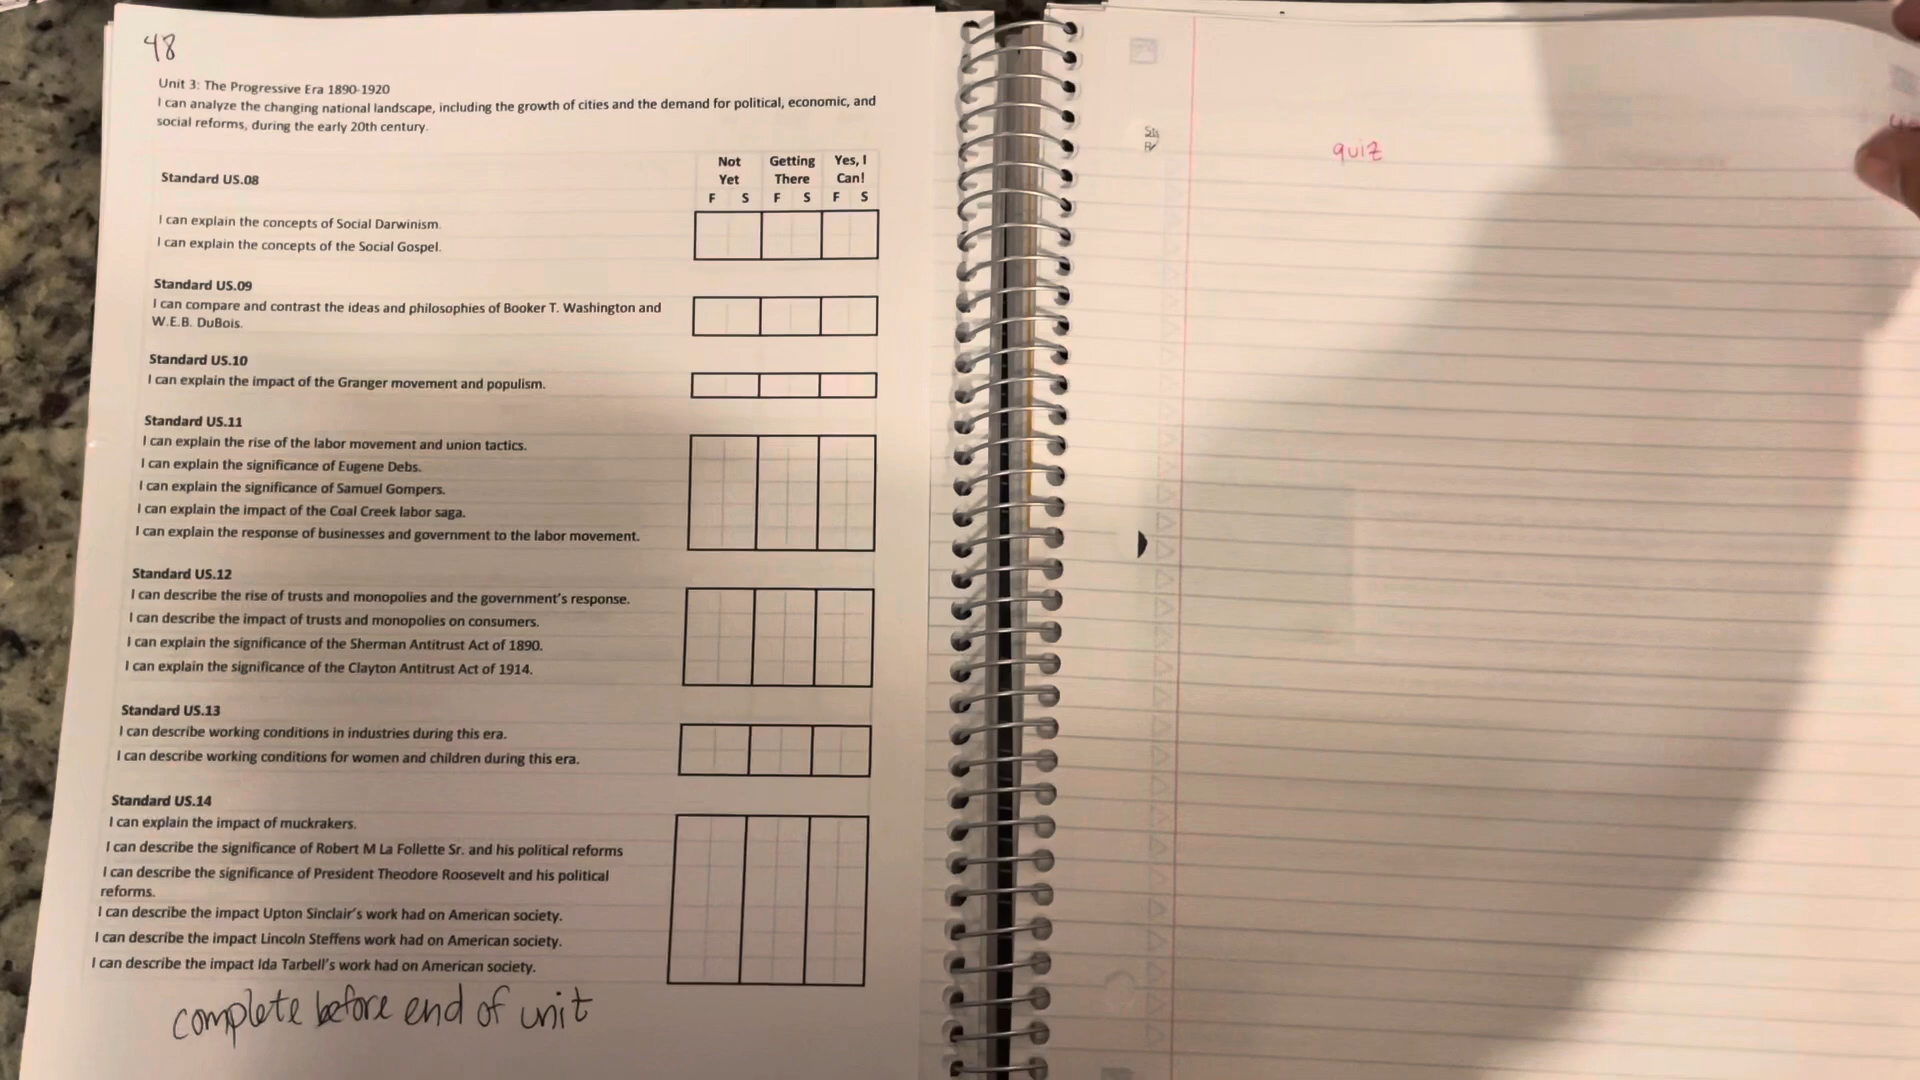 48
Unit 3: The Progressive Era 1890-1920
I can analyze the changing national landscape, including the growth of cities and the demand for political, economic, and
social reforms, during the early 20th century.
Not Getting Yes, I
Standard US.08 Yet There Can!
F S F S F S
I can explain the concepts of Social Darwinism.
I can explain the concepts of the Social Gospel.
Standard US.09
I can compare and contrast the ideas and philosophies of Booker T. Washington and
W.E.B. DuBois.
Standard US.10
I can explain the impact of the Granger movement and populism.
Standard US.11
I can explain the rise of the labor movement and union tactics.
I can explain the significance of Eugene Debs.
I can explain the significance of Samuel Gompers.
I can explain the impact of the Coal Creek labor saga.
I can explain the response of businesses and government to the labor movement.
Standard US.12
I can describe the rise of trusts and monopolies and the government's response.
I can describe the impact of trusts and monopolies on consumers.
I can explain the significance of the Sherman Antitrust Act of 1890.
I can explain the significance of the Clayton Antitrust Act of 1914.
Standard US.13
I can describe working conditions in industries during this era.
I can describe working conditions for women and children during this era.
Standard US.14
I can explain the impact of muckrakers.
I can describe the significance of Robert M La Follette Sr. and his political reforms
I can describe the significance of President Theodore Roosevelt and his political
reforms.
I can describe the impact Upton Sinclair's work had on American society.
I can describe the impact Lincoln Steffens work had on American society.
I can describe the impact Ida Tarbell's work had on American society.
complete before end of unit
quiz